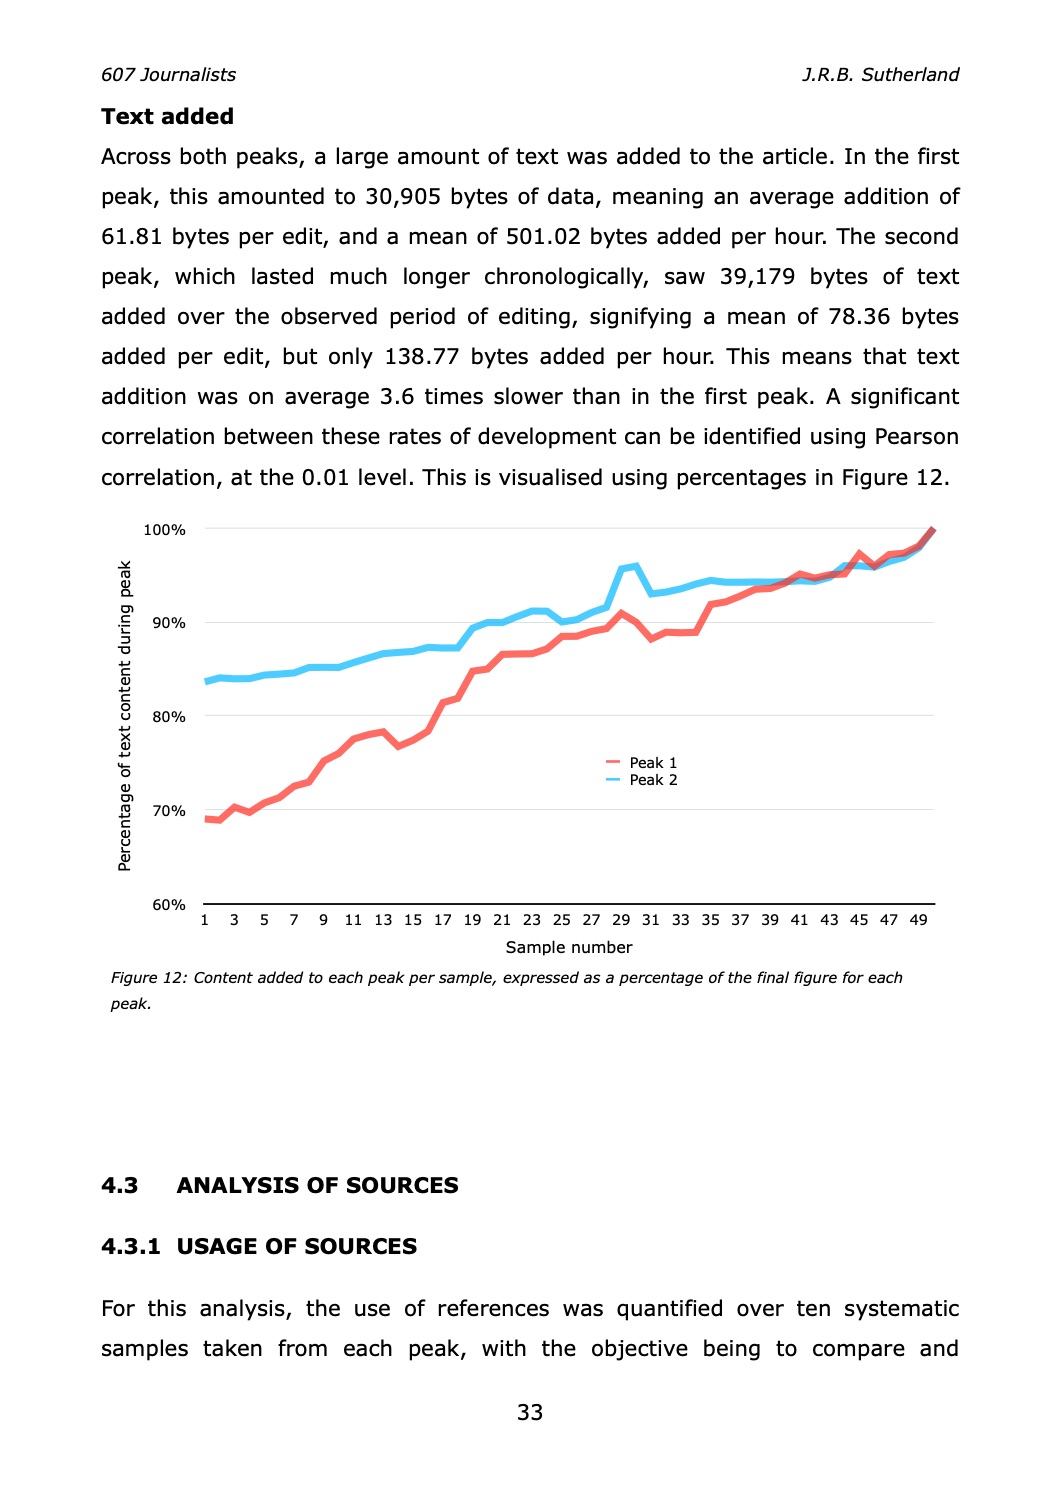 607 Journalists
J.R.B. Sutherland
Text added
Across both peaks, a large amount of text was added to the article. In the first
peak, this amounted to 30,905 bytes of data, meaning an average addition of
61.81 bytes per edit, and a mean of 501.02 bytes added per hour. The second
peak, which lasted much longer chronologically, saw 39,179 bytes of text
added over the observed period of editing, signifying a mean of 78.36 bytes
added per edit, but only 138.77 bytes added per hour. This means that text
addition was on average 3.6 times slower than in the first peak. A significant
correlation between these rates of development can be identified using Pearson
correlation, at the 0.01 level. This is visualised using percentages in Figure 12.
Percentage of text content during peak
100%
90%
80%
70%
60%
Peak 1
Peak 2
1 3 5 7 9 11 13 15 17 19 21 23 25 27 29 31 33 35 37 39 41 43 45 47 49
Sample number
Figure 12: Content added to each peak per sample, expressed as a percentage of the final figure for each
peak.
4.3 ANALYSIS OF SOURCES
4.3.1 USAGE OF SOURCES
For this analysis, the use of references was quantified over ten systematic
samples taken from each peak, with the objective being to compare and
33